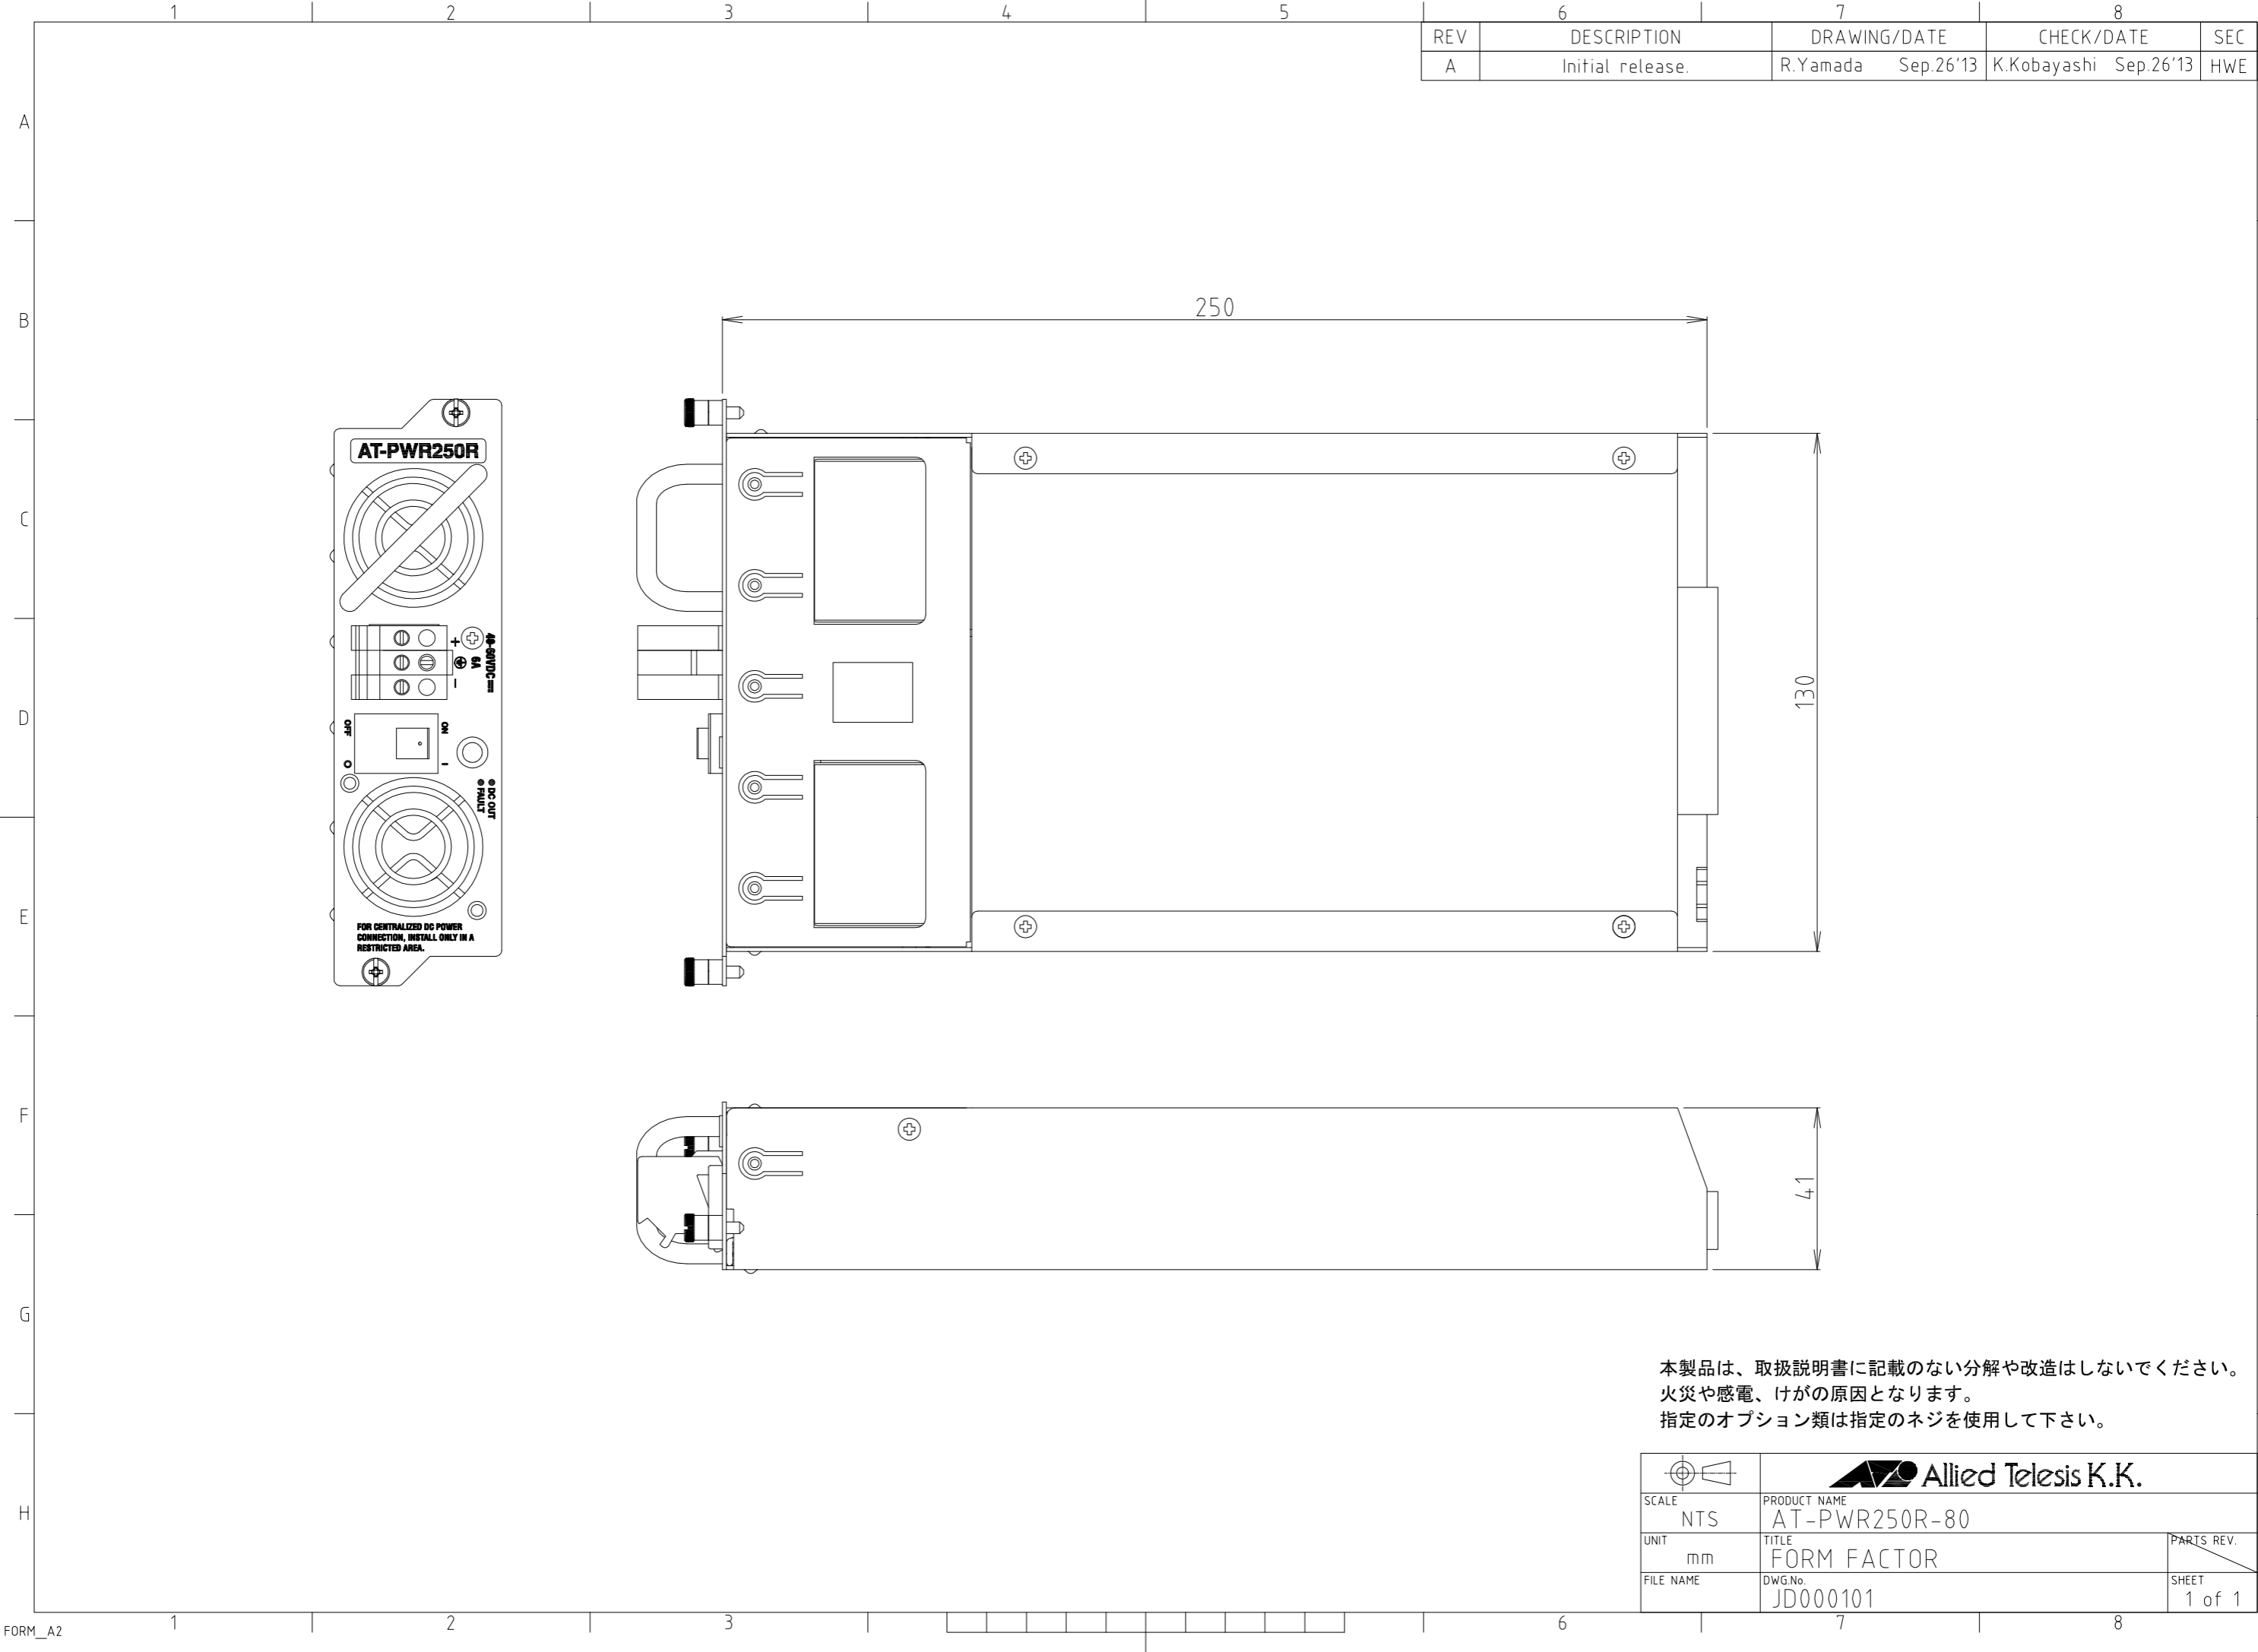 1 2 3 4 5 6 7 8
REV DESCRIPTION DRAWING/DATE CHECK/DATE SEC
A Initial release. R.Yamada Sep.26'13 K.Kobayashi Sep.26'13 HWE
A
B
C
D
E
F
G
H
250
130
41
AT-PWR250R
+
−
48-60VDC
6A
OFF
ON
DC OUT
FAULT
FOR CENTRALIZED DC POWER
CONNECTION, INSTALL ONLY IN A
RESTRICTED AREA.
本製品は、取扱説明書に記載のない分解や改造はしないでください。
火災や感電、けがの原因となります。
指定のオプション類は指定のネジを使用して下さい。
Allied Telesis K.K.
SCALE
NTS
PRODUCT NAME
AT-PWR250R-80
UNIT
mm
TITLE
FORM FACTOR
PARTS REV.
FILE NAME
DWG.No.
JD000101
SHEET
1 of 1
1 2 3 6 7 8
FORM_A2